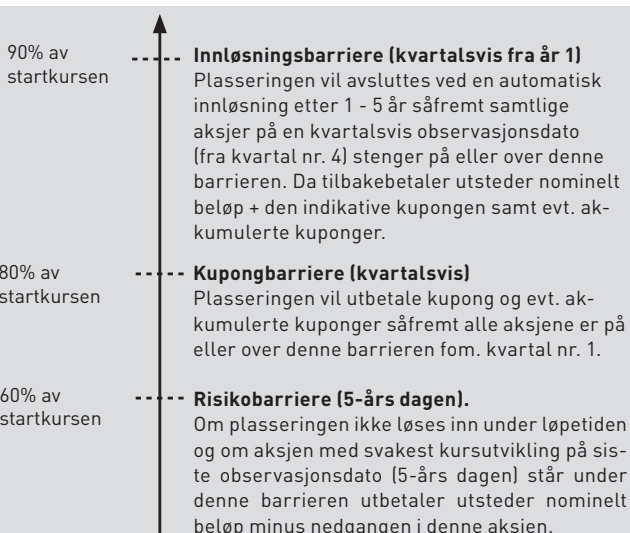 90% av
startkursen
Innløsningsbarriere (kvartalsvis fra år 1)
Plasseringen vil avsluttes ved en automatisk
innløsning etter 1 - 5 år såfremt samtlige
aksjer på en kvartalsvis observasjonsdato
(fra kvartal nr. 4) stenger på eller over denne
barrieren. Da tilbakebetaler utsteder nominelt
beløp + den indikative kupongen samt evt. ak-
kumulerte kuponger.
80% av
startkursen
Kupongbarriere (kvartalsvis)
Plasseringen vil utbetale kupong og evt. ak-
kumulerte kuponger såfremt alle aksjene er på
eller over denne barrieren fom. kvartal nr. 1.
60% av
startkursen
Risikobarriere (5-års dagen).
Om plasseringen ikke løses inn under løpetiden
og om aksjen med svakest kursutvikling på sis-
te observasjonsdato (5-års dagen) står under
denne barrieren utbetaler utsteder nominelt
beløp minus nedgangen i denne aksjen.